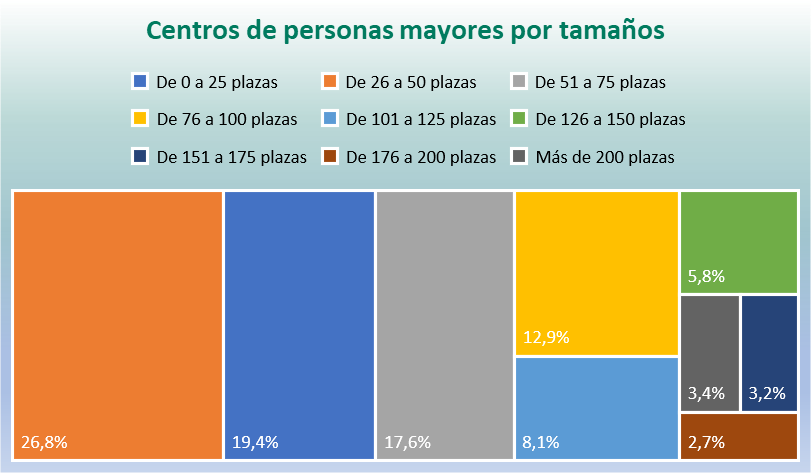 Centros de personas mayores por tamaños
De 0 a 25 plazas
De 26 a 50 plazas
De 51 a 75 plazas
De 76 a 100 plazas
De 101 a 125 plazas
De 126 a 150 plazas
De 151 a 175 plazas
De 176 a 200 plazas
Más de 200 plazas
26,8%
19,4%
17,6%
12,9%
8,1%
5,8%
3,4%
3,2%
2,7%